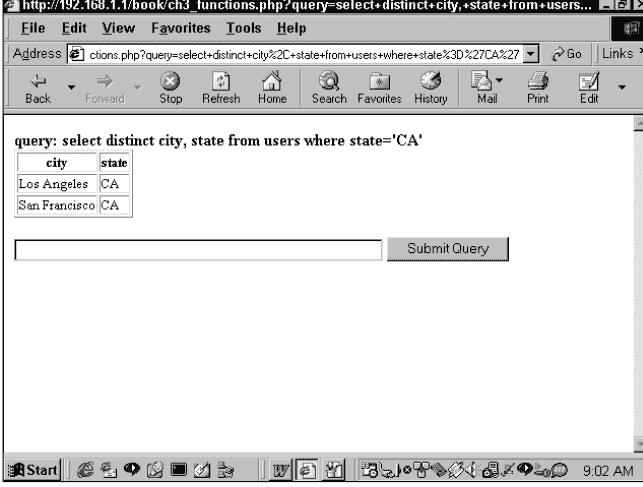 http://192.168.1.1/book/ch3_functions.php?query=select+distinct+city,+state+from+users...
File Edit View Favorites Tools Help
Address ctions.php?query=select+distinct+city%2C+state+from+users+where+state%3D%27CA%27 Go Links
Back Forward Stop Refresh Home Search Favorites History Mail Print Edit
query: select distinct city, state from users where state='CA'
city state
Los Angeles CA
San Francisco CA
Submit Query
Start 9:02 AM